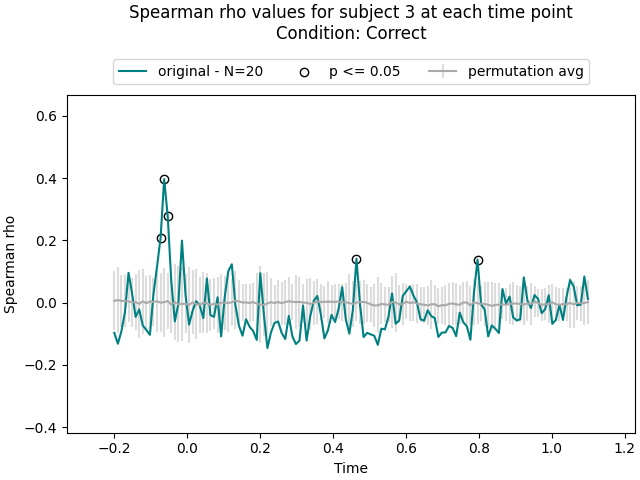 Spearman rho values for subject 3 at each time point
Condition: Correct
original - N=20 p <= 0.05 permutation avg
0.6
0.4
0.2
0.0
−0.2
−0.4
Spearman rho
−0.2 0.0 0.2 0.4 0.6 0.8 1.0 1.2
Time